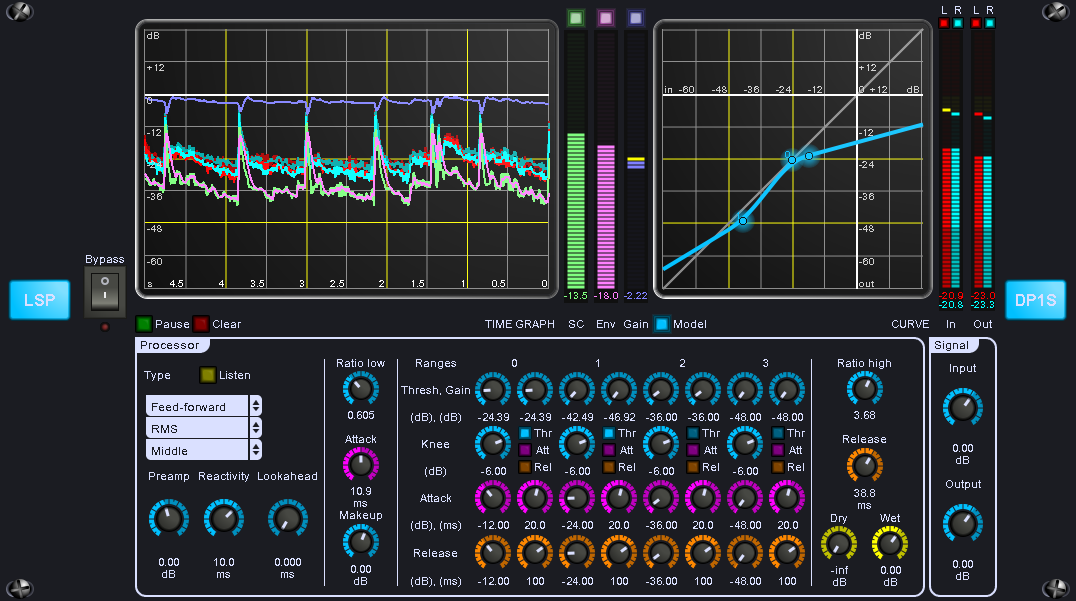 L R L R
dB
+12
0
-12
-24
-36
-48
-60
s 4.5 4 3.5 3 2.5 2 1.5 1 0.5 0
-13.5 -18.0 -2.22
dB
+12
in -60 -48 -36 -24 -12 0 +12 dB
-12
-24
-36
-48
-60
out
0
-20.9 -23.0
-20.8 -23.3
Bypass
LSP
DP1S
Pause Clear TIME GRAPH SC Env Gain Model CURVE In Out
Processor
Type Listen
Feed-forward
RMS
Middle
Preamp Reactivity Lookahead
0.00 10.0 0.000
dB ms ms
Ratio low
0.605
Attack
10.9
ms
Makeup
0.00
dB
Ranges 0 1 2 3
Thresh, Gain
(dB), (dB) -24.39 -24.39 -42.49 -46.92 -36.00 -36.00 -48.00 -48.00
Knee Thr Thr Thr Thr
Att Att Att Att
(dB) -6.00 Rel -6.00 Rel -6.00 Rel -6.00 Rel
Attack
(dB), (ms) -12.00 20.0 -24.00 20.0 -36.00 20.0 -48.00 20.0
Release
(dB), (ms) -12.00 100 -24.00 100 -36.00 100 -48.00 100
Ratio high
3.68
Release
38.8
ms
Dry Wet
-inf 0.00
dB dB
Signal
Input
0.00
dB
Output
0.00
dB